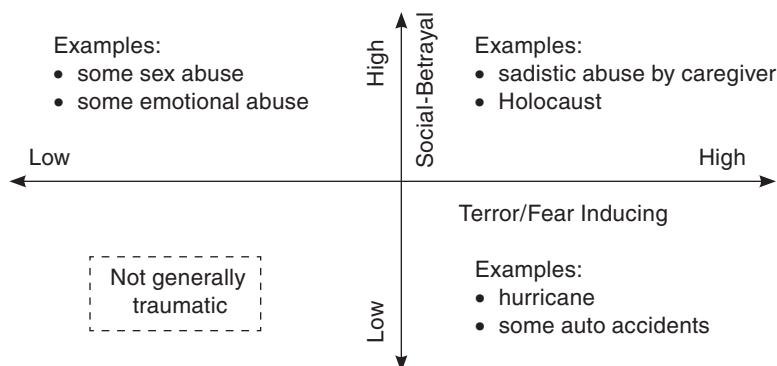 Examples:
• some sex abuse
• some emotional abuse
High
Social-Betrayal
Examples:
• sadistic abuse by caregiver
• Holocaust
Low
High
Terror/Fear Inducing
Not generally
traumatic
Low
Examples:
• hurricane
• some auto accidents